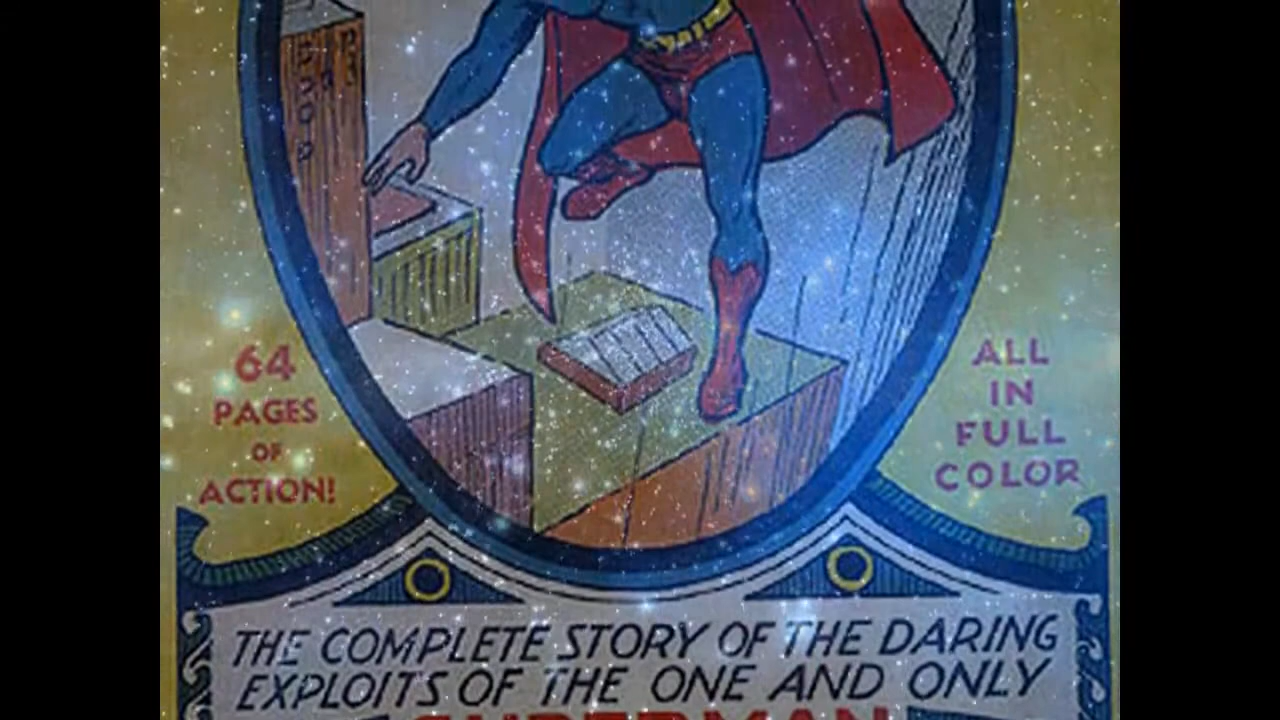 64
PAGES
OF
ACTION!
ALL
IN
FULL
COLOR
THE COMPLETE STORY OF THE DARING
EXPLOITS OF THE ONE AND ONLY
SUPERMAN